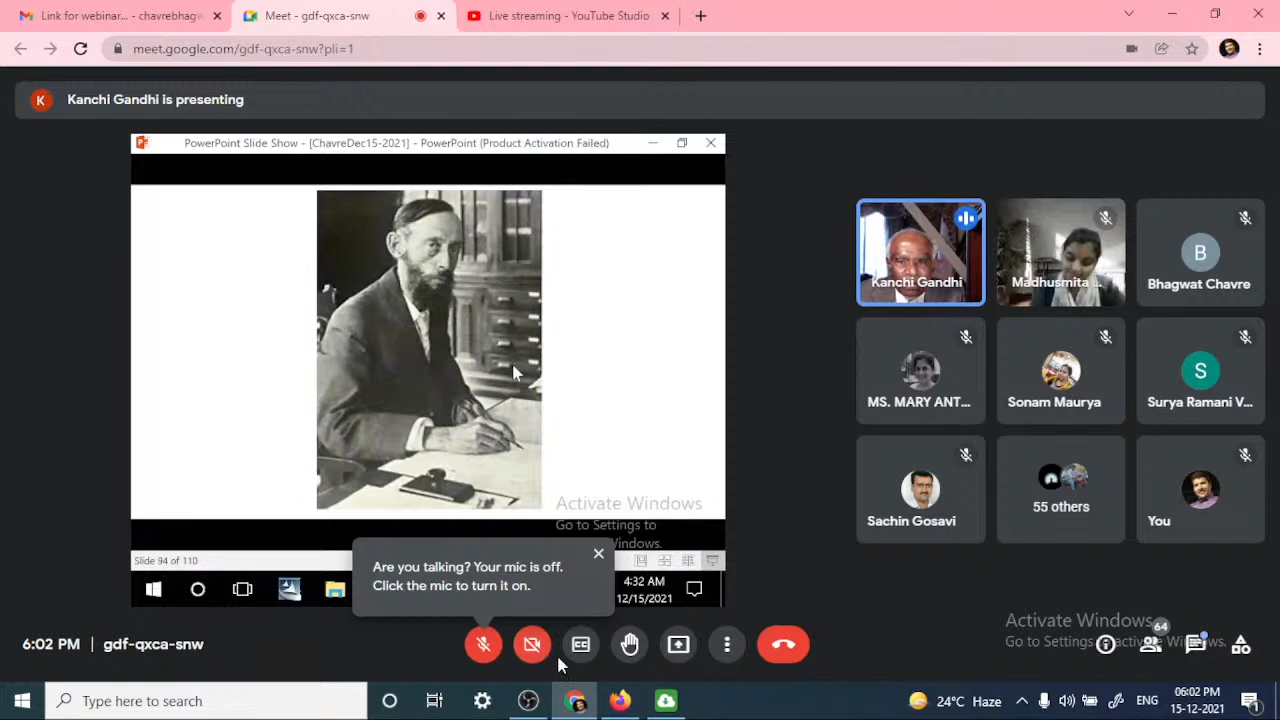 Link for webinar... - chavrebhagw
Meet - gdf-qxca-snw
Live streaming - YouTube Studio
meet.google.com/gdf-qxca-snw?pli=1
K
Kanchi Gandhi is presenting
PowerPoint Slide Show - [ChavreDec15-2021] - PowerPoint (Product Activation Failed)
Kanchi Gandhi
Madhusmita ...
B
Bhagwat Chavre
MS. MARY ANT...
Sonam Maurya
S
Surya Ramani V...
Sachin Gosavi
55 others
You
Activate Windows
Go to Settings to
Windows.
Slide 94 of 110
Are you talking? Your mic is off.
Click the mic to turn it on.
4:32 AM
12/15/2021
Activate Windows
Go to Settings to activate Windows.
64
6:02 PM | gdf-qxca-snw
Type here to search
24°C Haze
ENG
06:02 PM
15-12-2021
1